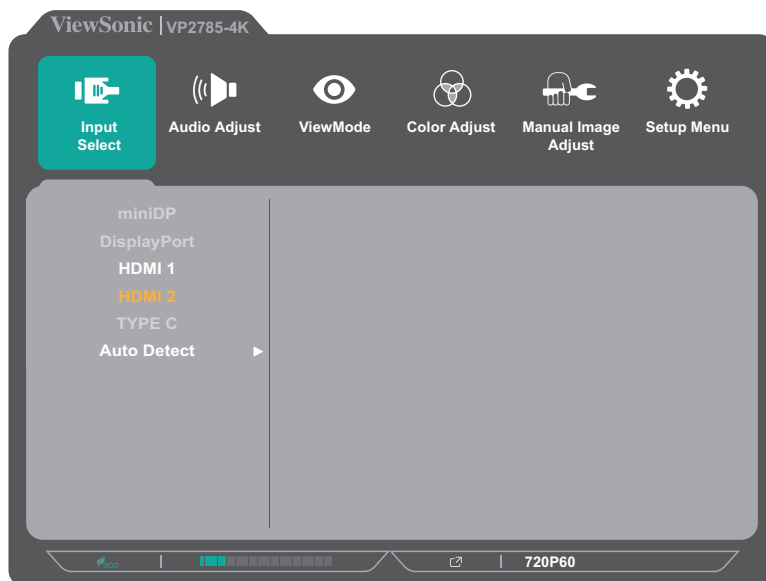 ViewSonic | VP2785-4K
Input
Select
Audio Adjust
ViewMode
Color Adjust
Manual Image
Adjust
Setup Menu
miniDP
DisplayPort
HDMI 1
HDMI 2
TYPE C
Auto Detect
eco
720P60